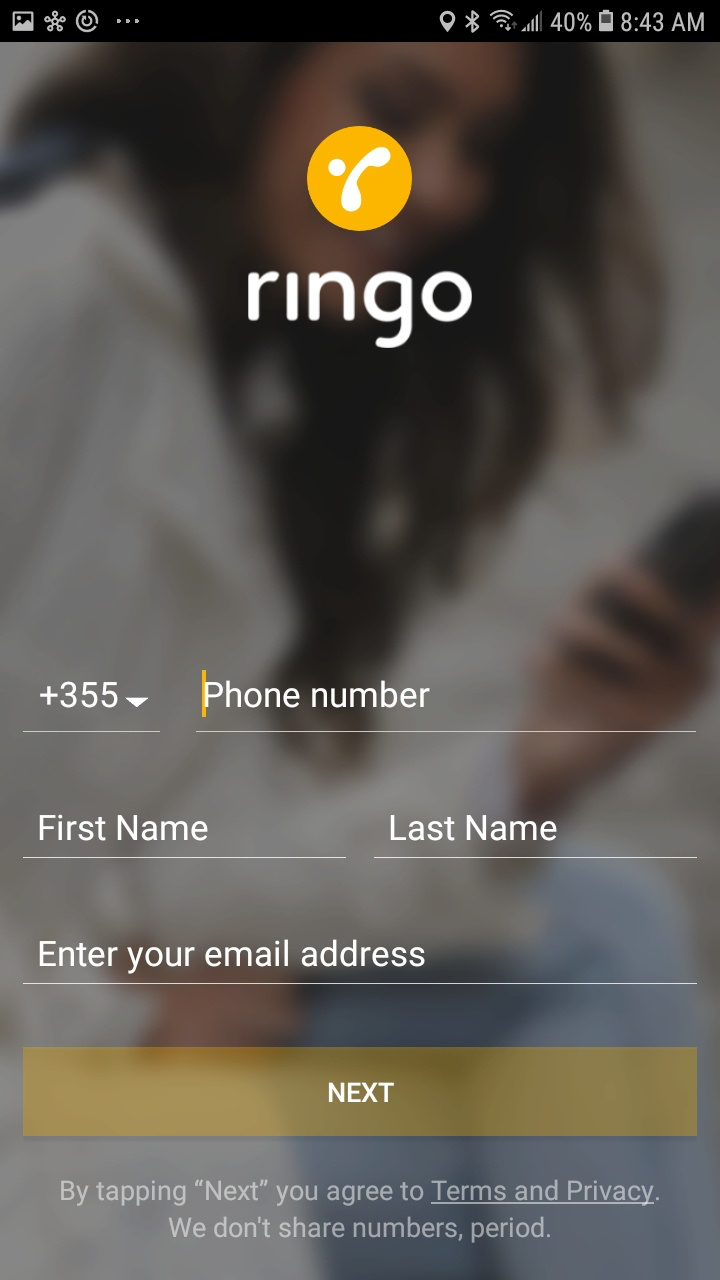 40% 8:43 AM
ringo
+355 Phone number
First Name Last Name
Enter your email address
NEXT
By tapping “Next” you agree to Terms and Privacy.
We don't share numbers, period.